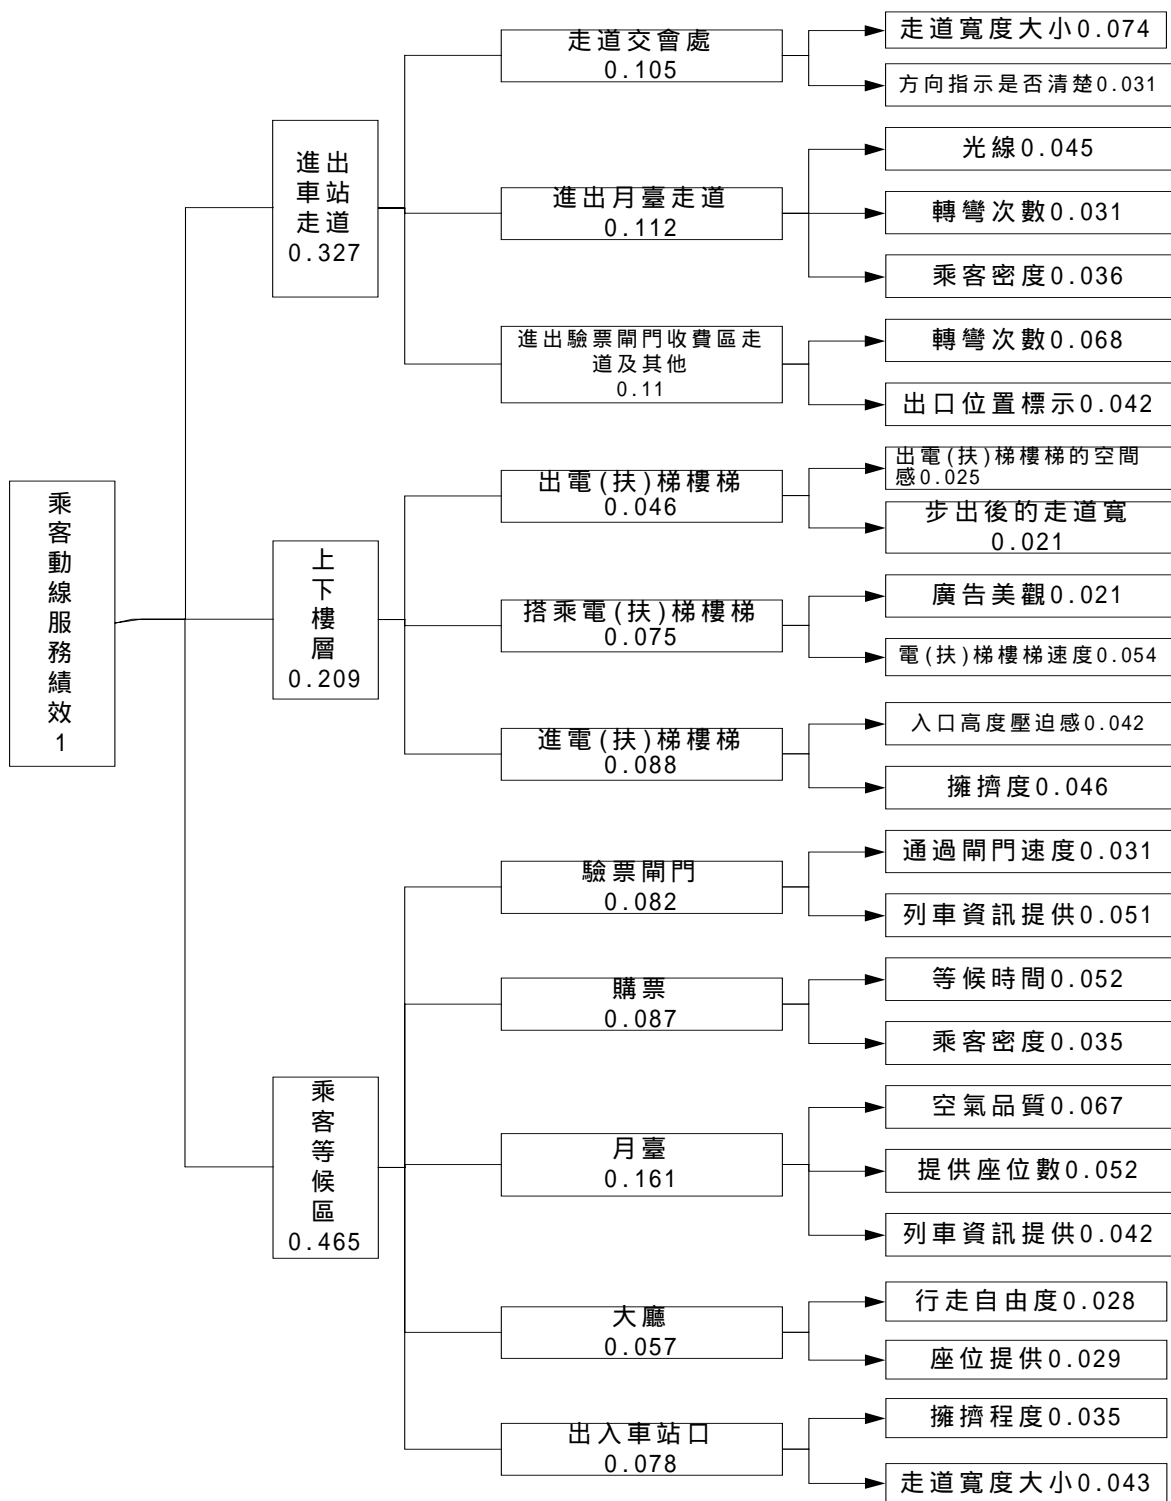 走道交會處
0.105
走道寬度大小0.074
方向指示是否清楚0.031
進出
車站
走道
0.327
進出月臺走道
0.112
光線0.045
轉彎次數0.031
乘客密度0.036
進出驗票閘門收費區走
道及其他
0.11
轉彎次數0.068
出口位置標示0.042
乘
客
動
線
服
務
績
效
1
上
下
樓
層
0.209
出電(扶)梯樓梯
0.046
出電(扶)梯樓梯的空間
感0.025
步出後的走道寬
0.021
搭乘電(扶)梯樓梯
0.075
廣告美觀0.021
電(扶)梯樓梯速度0.054
進電(扶)梯樓梯
0.088
入口高度壓迫感0.042
擁擠度0.046
乘
客
等
候
區
0.465
驗票閘門
0.082
通過閘門速度0.031
列車資訊提供0.051
購票
0.087
等候時間0.052
乘客密度0.035
月臺
0.161
空氣品質0.067
提供座位數0.052
列車資訊提供0.042
大廳
0.057
行走自由度0.028
座位提供0.029
出入車站口
0.078
擁擠程度0.035
走道寬度大小0.043